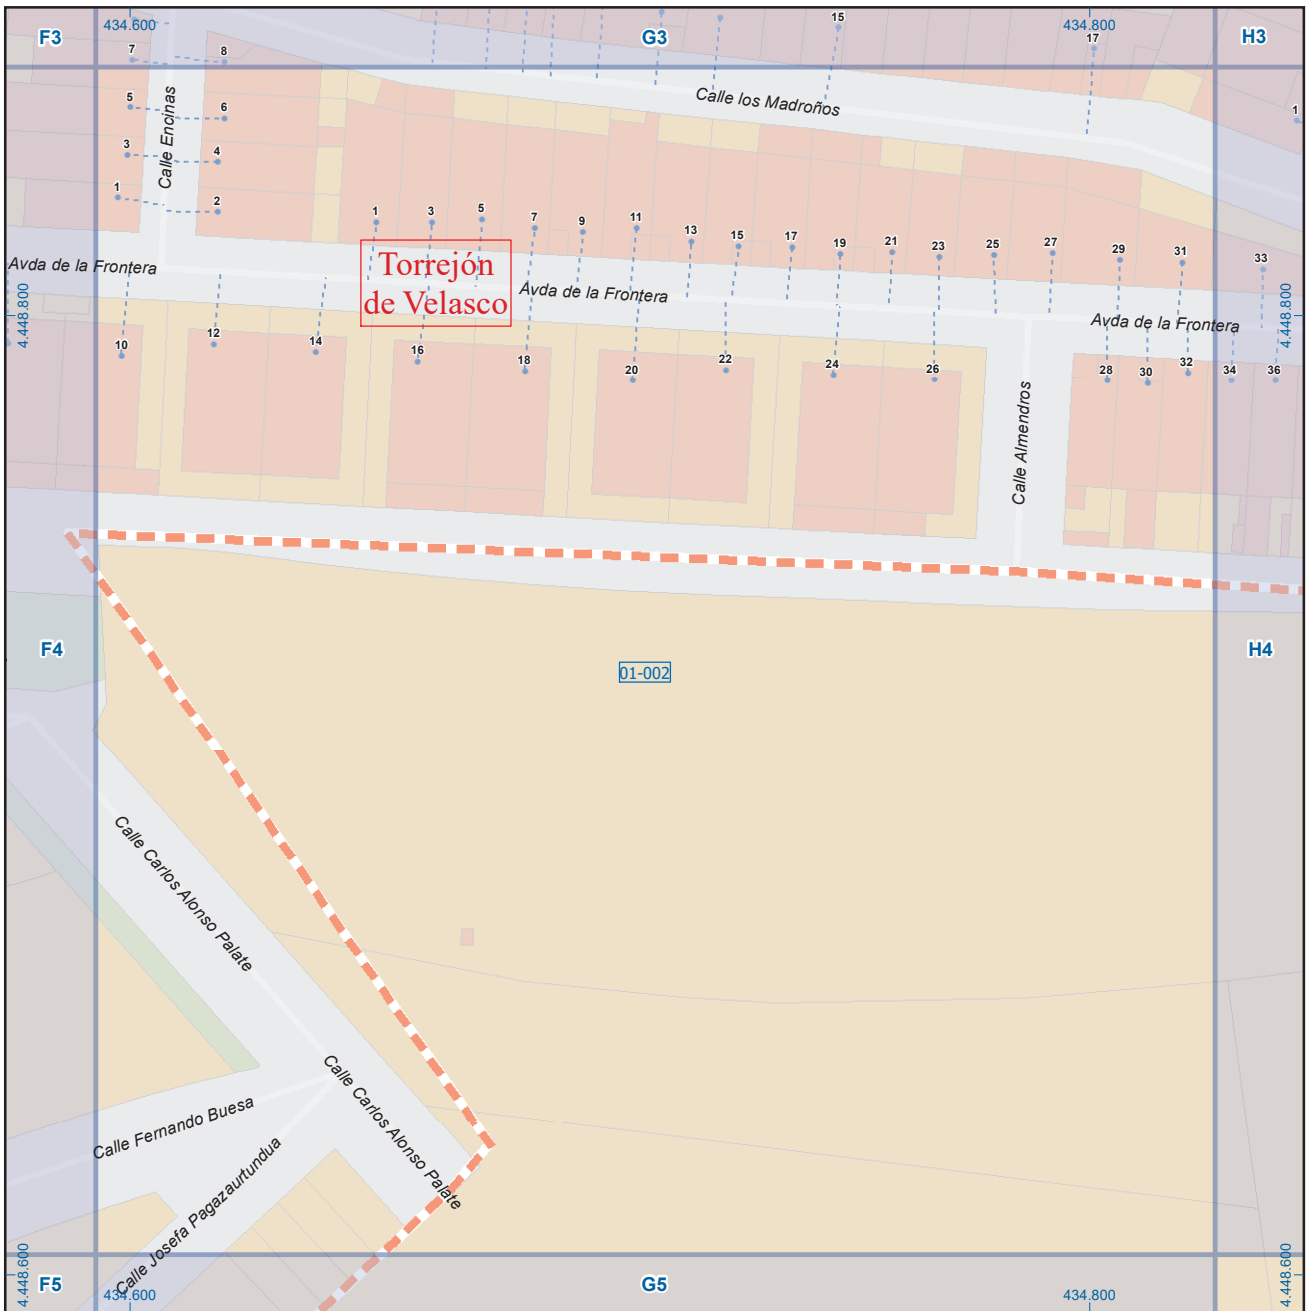 434.600
434.800
F3
G3
H3
15
17
7
8
5
6
1
3
4
1
2
Calle Encinas
Calle los Madroños
1
3
5
7
9
11
13
15
17
19
21
23
25
27
29
31
33
Avda de la Frontera
Torrejón
de Velasco
Avda de la Frontera
Avda de la Frontera
4.448.800
4.448.800
10
12
14
16
18
20
22
24
26
28
30
32
34
36
Calle Almendros
F4
01-002
H4
Calle Carlos Alonso Palate
Calle Carlos Alonso Palate
Calle Fernando Buesa
Calle Josefa Pagazaurtundua
4.448.600
4.448.600
F5
G5
434.600
434.800